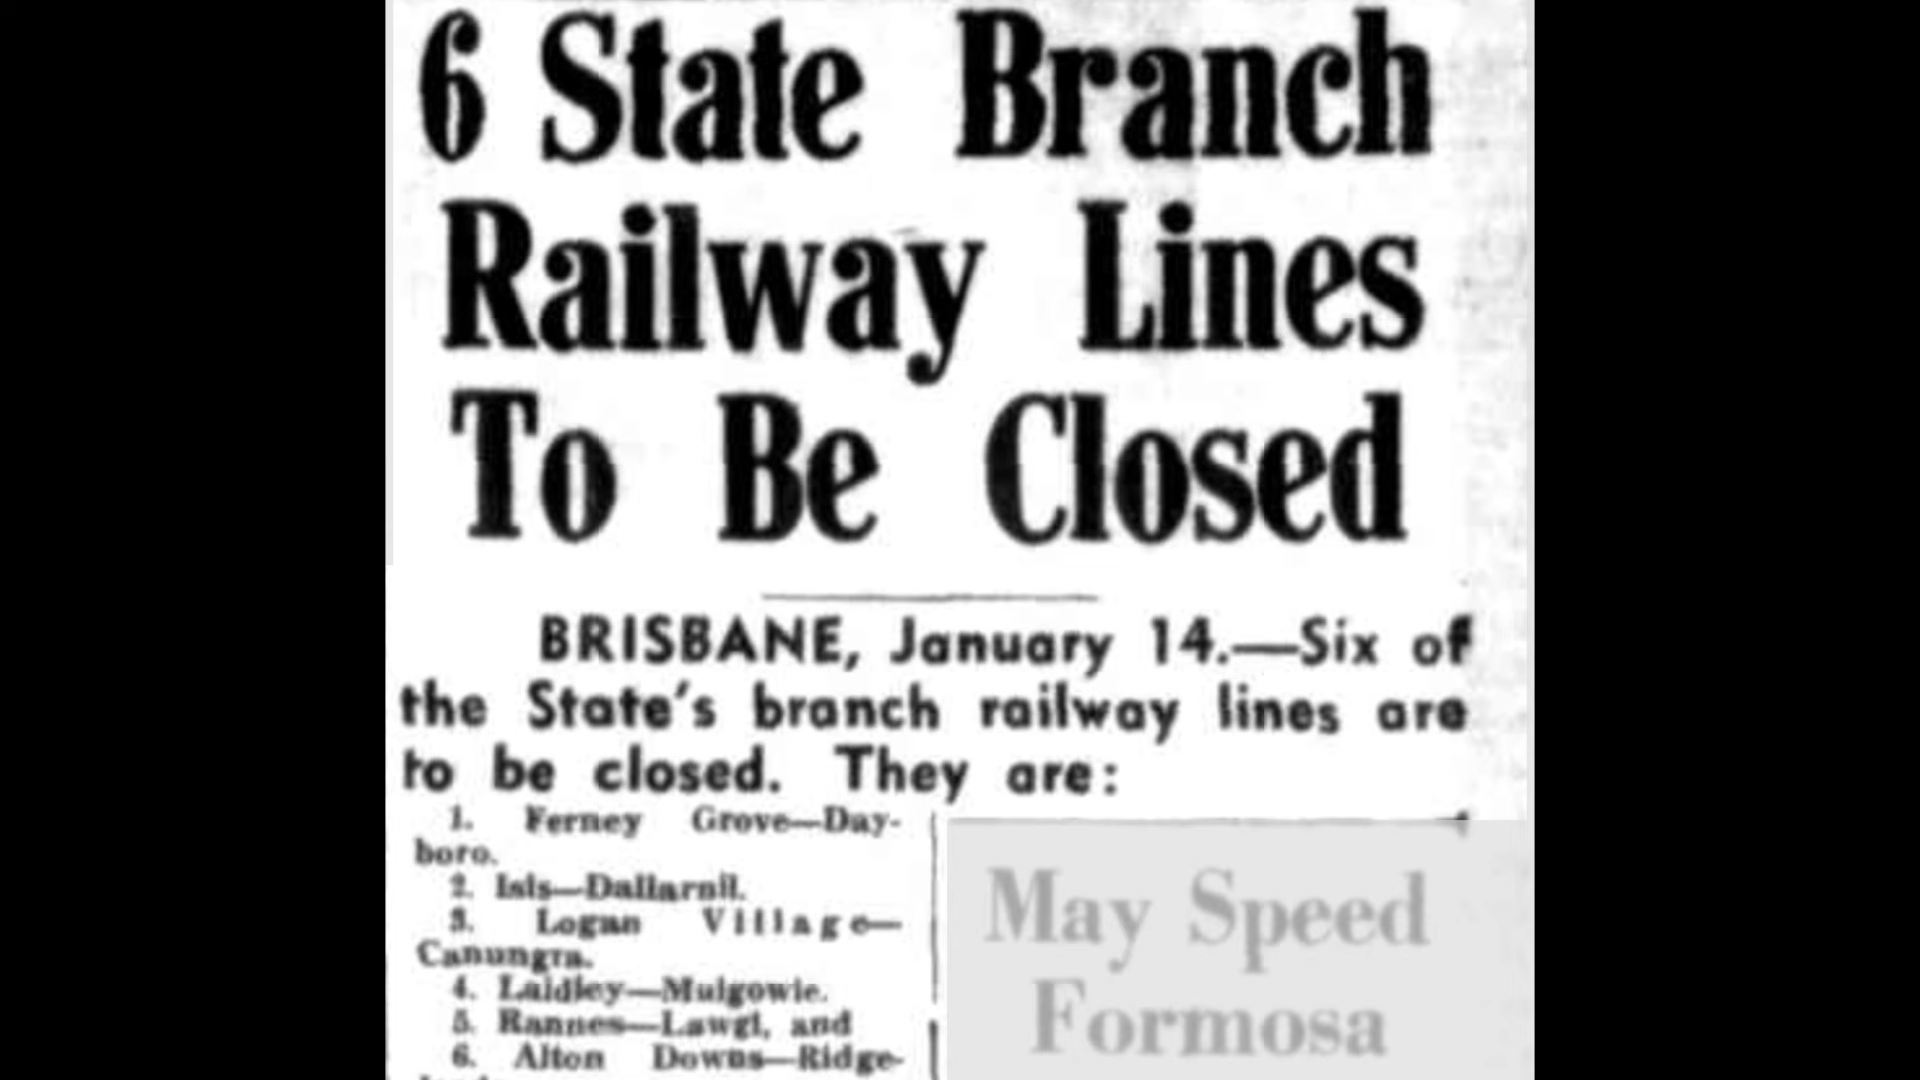 6 State Branch
Railway Lines
To Be Closed
BRISBANE, January 14.—Six of
the State's branch railway lines are
to be closed. They are:
1. Ferney Grove—Day-
boro.
2. Isis—Dallarnil.
3. Logan Village—
Canungra.
4. Laidley—Mulgowie.
5. Rannes—Lawgi, and
6. Alton Downs—Ridge-
May Speed
Formosa